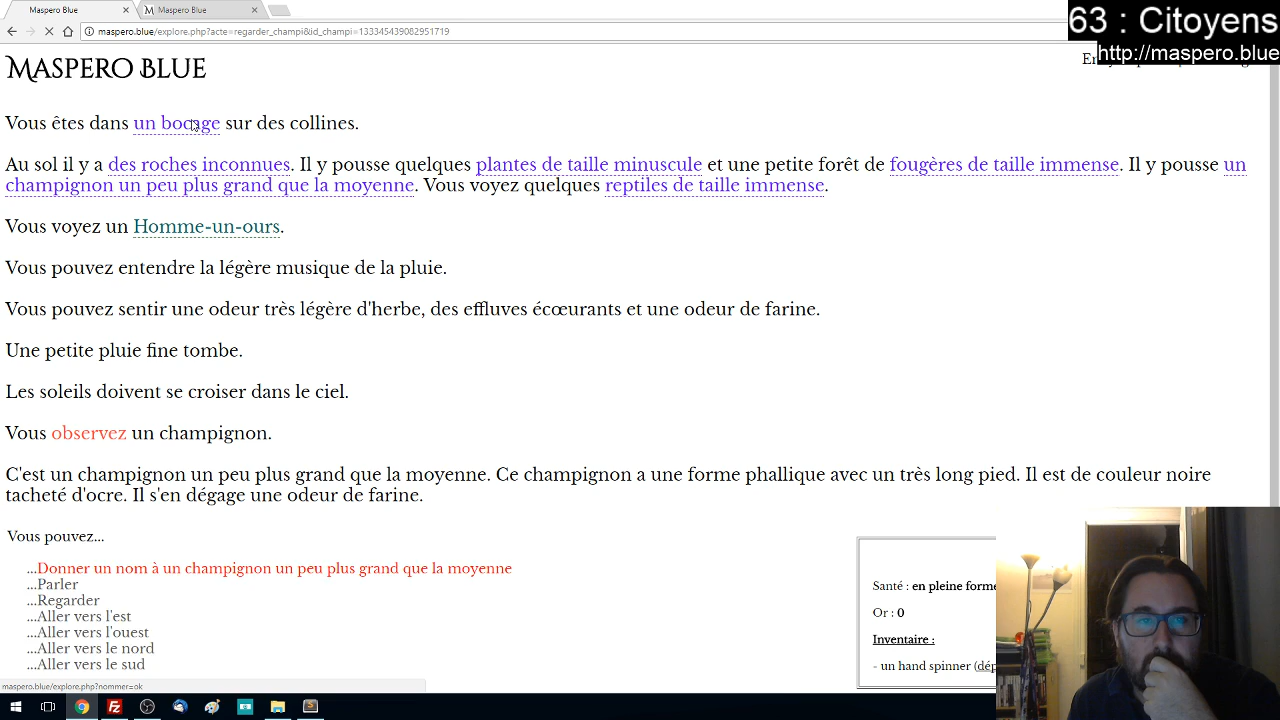 Maspero Blue
Maspero Blue
maspero.blue/explore.php?acte=regarder_champi&id_champi=133345439082951719
63 : Citoyens
http://maspero.blue
Maspero Blue
Vous êtes dans un bocage sur des collines.
Au sol il y a des roches inconnues. Il y pousse quelques plantes de taille minuscule et une petite forêt de fougères de taille immense. Il y pousse un
champignon un peu plus grand que la moyenne. Vous voyez quelques reptiles de taille immense.
Vous voyez un Homme-un-ours.
Vous pouvez entendre la légère musique de la pluie.
Vous pouvez sentir une odeur très légère d'herbe, des effluves écœurants et une odeur de farine.
Une petite pluie fine tombe.
Les soleils doivent se croiser dans le ciel.
Vous observez un champignon.
C'est un champignon un peu plus grand que la moyenne. Ce champignon a une forme phallique avec un très long pied. Il est de couleur noire
tacheté d'ocre. Il s'en dégage une odeur de farine.
Vous pouvez...
...Donner un nom à un champignon un peu plus grand que la moyenne
...Parler
...Regarder
...Aller vers l'est
...Aller vers l'ouest
...Aller vers le nord
...Aller vers le sud
Santé : en pleine forme
Or : 0
Inventaire :
- un hand spinner (dép
maspero.blue/explore.php?nommer=ok